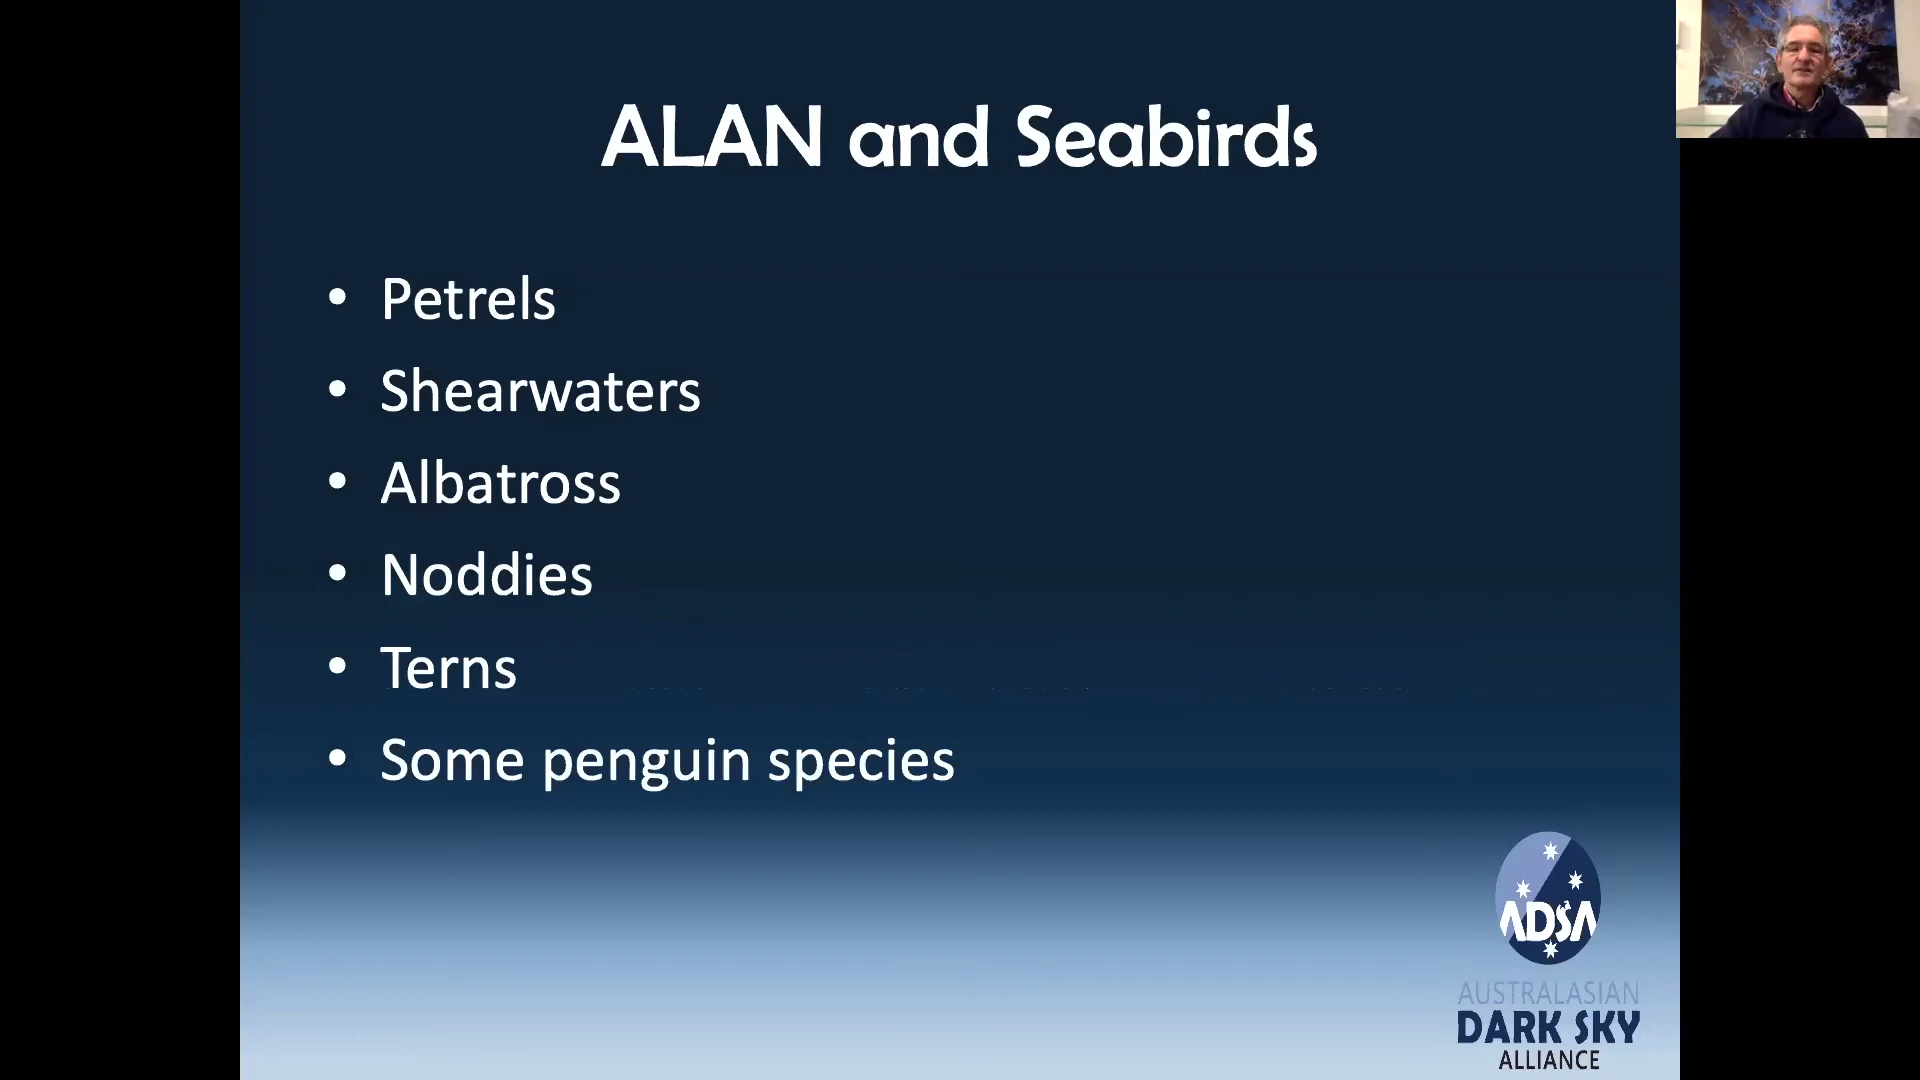 ALAN and Seabirds
• Petrels
• Shearwaters
• Albatross
• Noddies
• Terns
• Some penguin species
ADSA
AUSTRALASIAN
DARK SKY
ALLIANCE